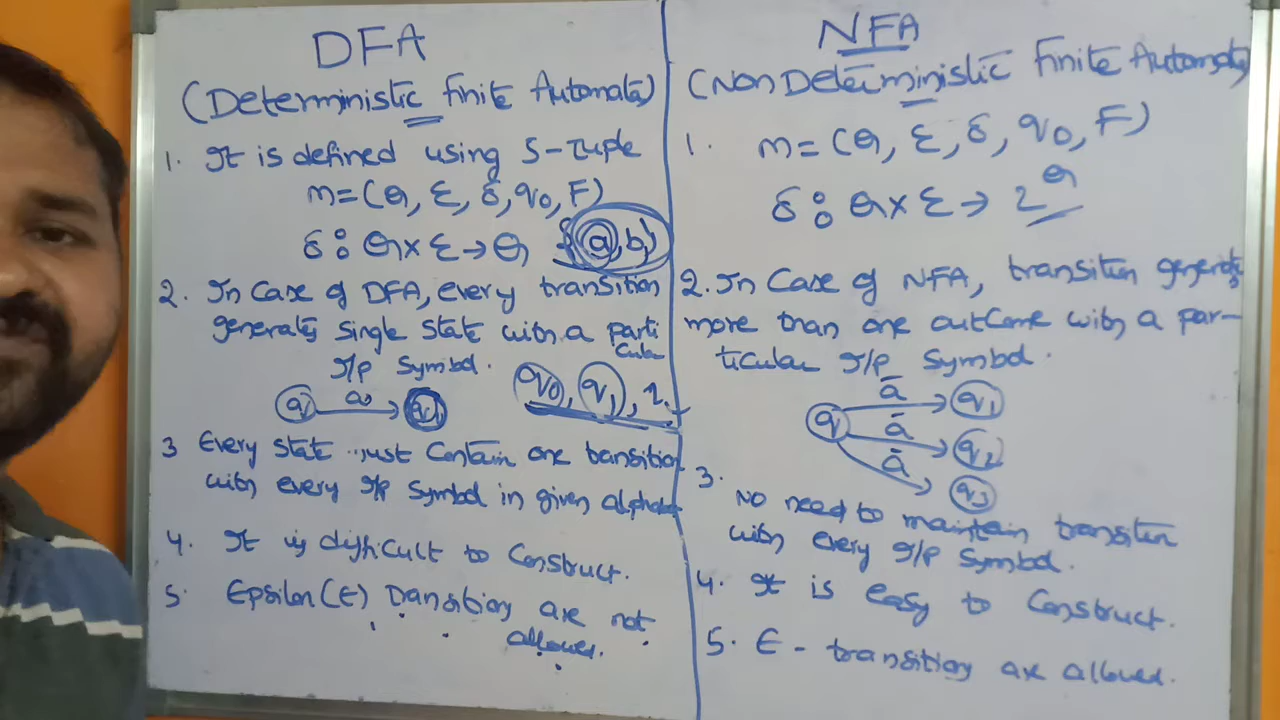 DFA
(Deterministic Finite Automata)
1. It is defined using 5-Tuple
m=(Q, Σ, δ, q0, F)
δ: Q×Σ→Q {a,b}
2. In Case of DFA, every transition
generates single state with a parti
cular
I/p Symbol.
q a q1
q0, q1, 2.
3 Every state must contain one transition
with every I/p Symbol in given alphabet
4. It is difficult to Construct.
5. Epsilon(ϵ) Transitions are not
allowed.
NFA
(Non Deterministic Finite Automata)
1. m=(Q, Σ, δ, q0, F)
δ: Q×Σ→2^Q
2. In Case of NFA, transition generates
more than one outcome with a par-
ticular I/p Symbol.
q a q1
a q2
a q3
3.
NO need to maintain transition
with every I/p Symbol.
4. It is easy to Construct.
5. ϵ - transitions are allowed.